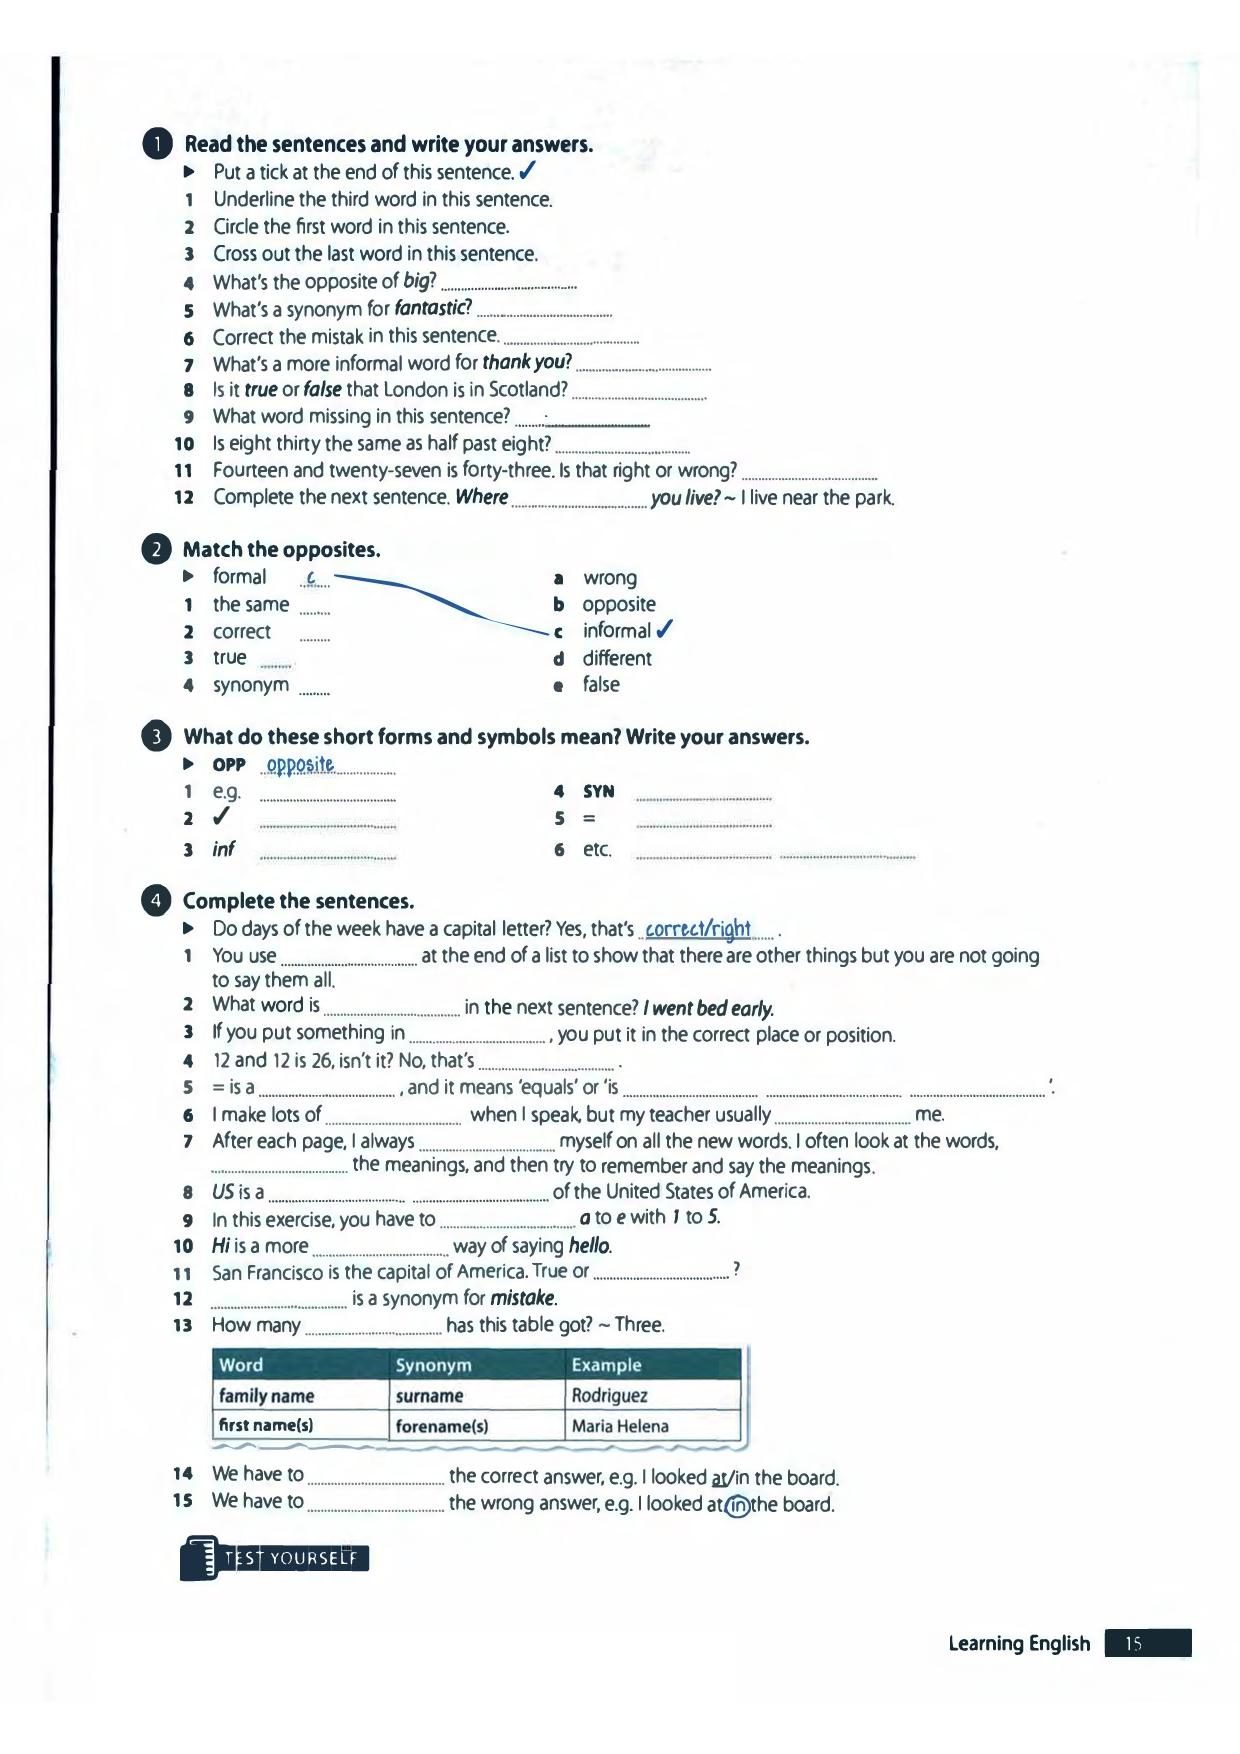 1 Read the sentences and write your answers.
▶ Put a tick at the end of this sentence. ✓
1 Underline the third word in this sentence.
2 Circle the first word in this sentence.
3 Cross out the last word in this sentence.
4 What's the opposite of big?
5 What's a synonym for fantastic?
6 Correct the mistak in this sentence.
7 What's a more informal word for thank you?
8 Is it true or false that London is in Scotland?
9 What word missing in this sentence?
10 Is eight thirty the same as half past eight?
11 Fourteen and twenty-seven is forty-three. Is that right or wrong?
12 Complete the next sentence. Where ............ you live? ~ I live near the park.
2 Match the opposites.
▶ formal c a wrong
1 the same ........ b opposite
2 correct ........ c informal ✓
3 true ........ d different
4 synonym ........ e false
3 What do these short forms and symbols mean? Write your answers.
▶ OPP opposite
1 e.g. ............ 4 SYN ............
2 ✓ ............ 5 = ............
3 inf ............ 6 etc. ............ ............
4 Complete the sentences.
▶ Do days of the week have a capital letter? Yes, that's correct/right .
1 You use ............ at the end of a list to show that there are other things but you are not going
to say them all.
2 What word is ............ in the next sentence? I went bed early.
3 If you put something in ............ , you put it in the correct place or position.
4 12 and 12 is 26, isn't it? No, that's ............ .
5 = is a ............ , and it means 'equals' or 'is ............ ............ ............ '.
6 I make lots of ............ when I speak, but my teacher usually ............ me.
7 After each page, I always ............ myself on all the new words. I often look at the words,
............ the meanings, and then try to remember and say the meanings.
8 US is a ............ ............ of the United States of America.
9 In this exercise, you have to ............ a to e with 1 to 5.
10 Hi is a more ............ way of saying hello.
11 San Francisco is the capital of America. True or ............ ?
12 ............ is a synonym for mistake.
13 How many ............ has this table got? ~ Three.
Word Synonym Example
family name surname Rodriguez
first name(s) forename(s) Maria Helena
14 We have to ............ the correct answer, e.g. I looked at/in the board.
15 We have to ............ the wrong answer, e.g. I looked at/in the board.
TEST YOURSELF
Learning English 15